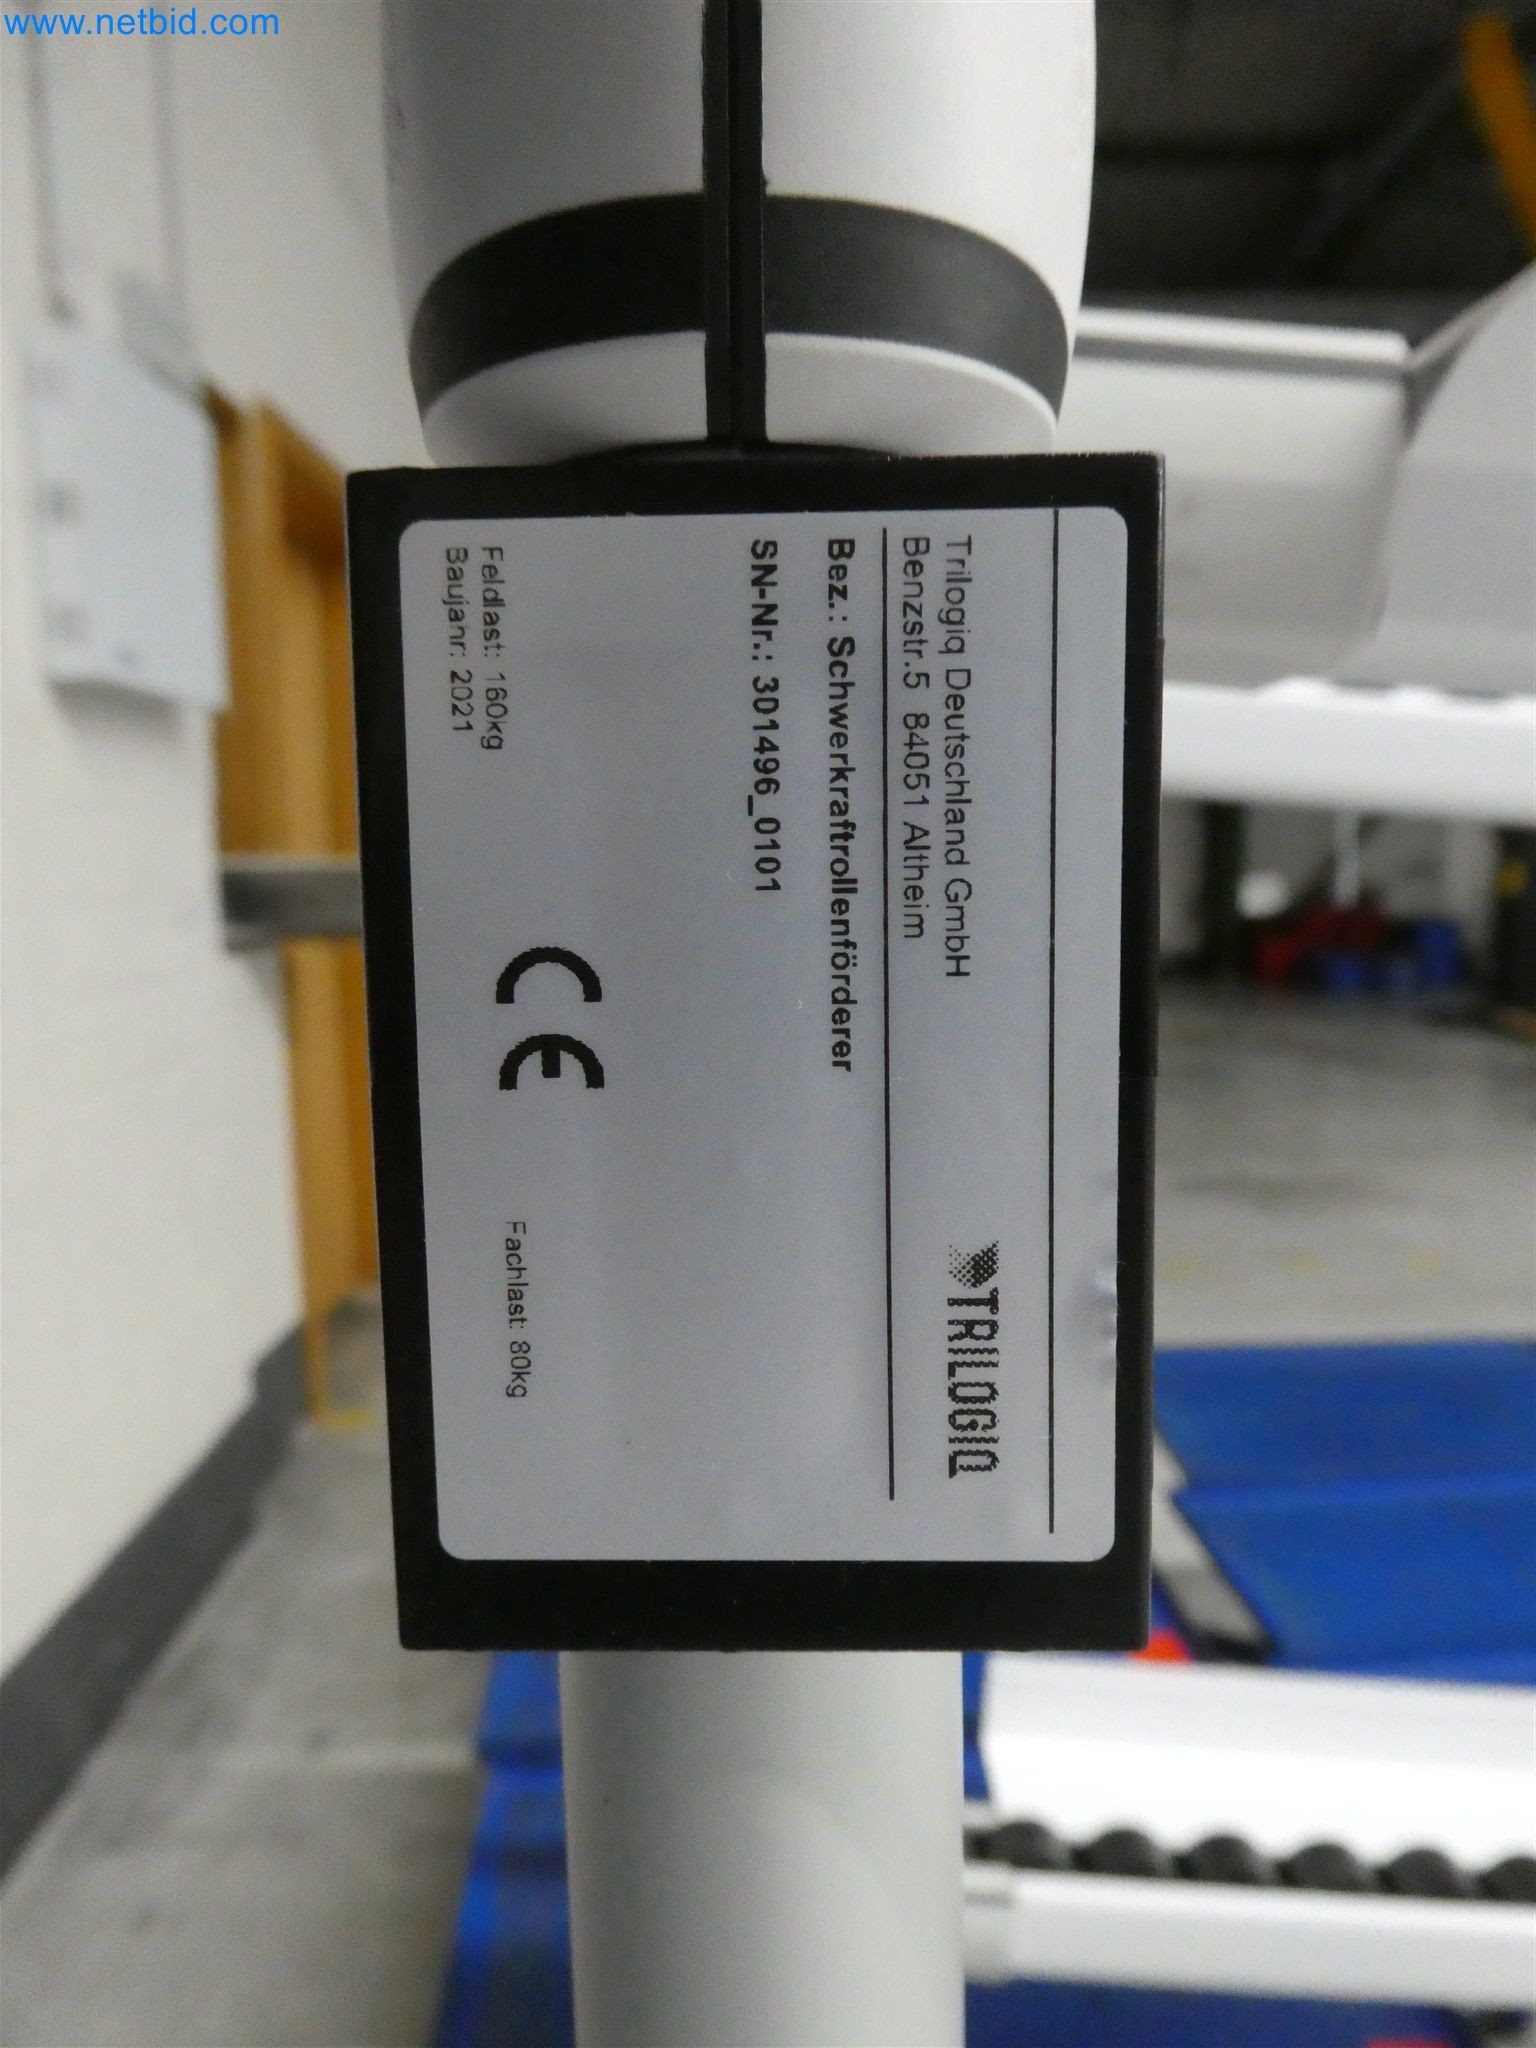 www.netbid.com
Trilogiq Deutschland GmbH
Benzstr.5 84051 Altheim
TRILOGIQ
Bez.: Schwerkraftrollenförderer
SN-Nr.: 301496_0101
CE
Feldlast: 160kg
Fachlast: 80kg
Baujahr: 2021